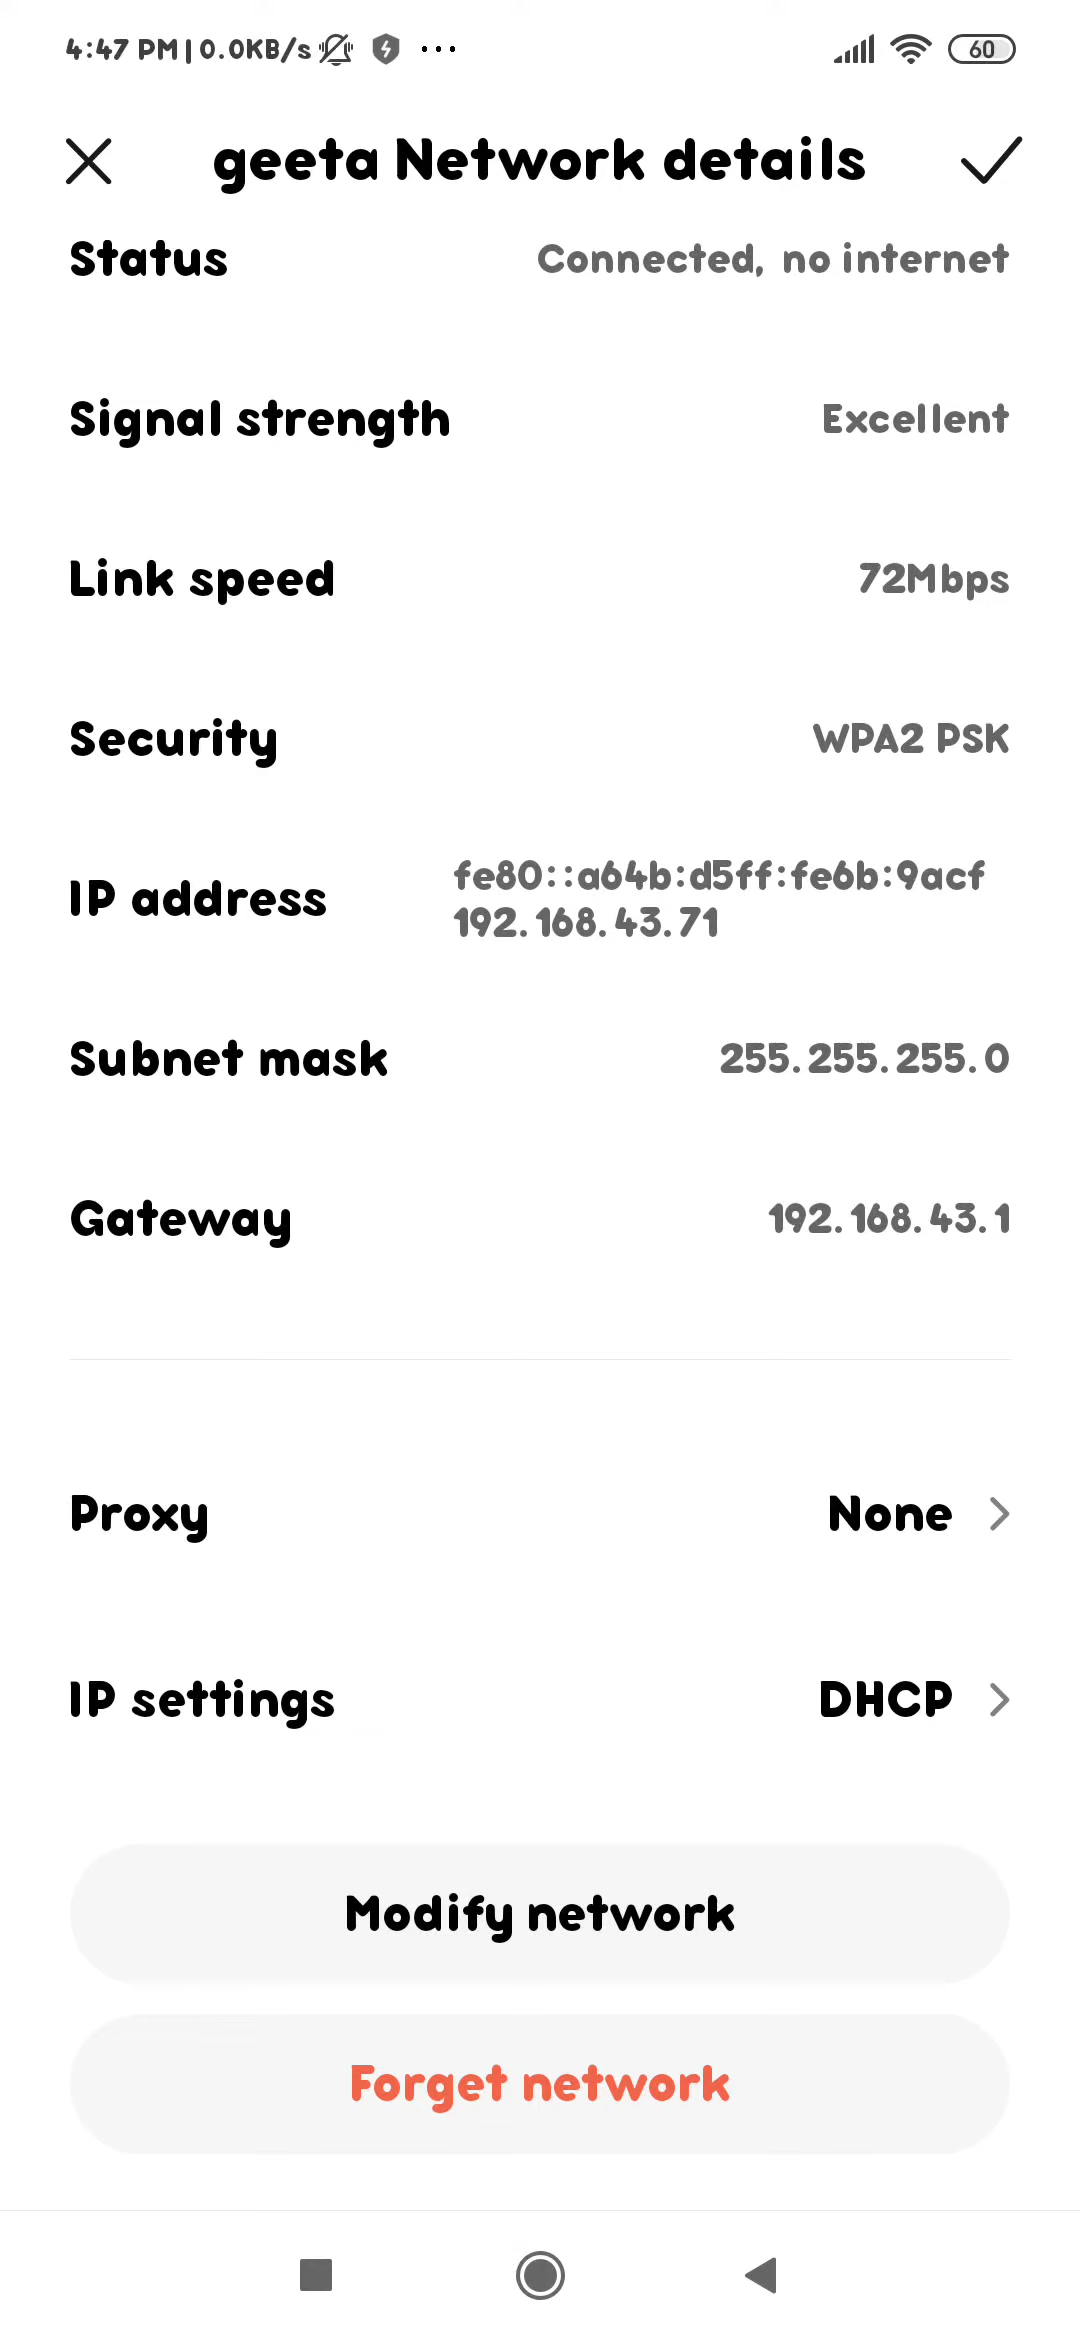 4:47 PM | 0.0KB/s ... 60
geeta Network details
Status Connected, no internet
Signal strength Excellent
Link speed 72Mbps
Security WPA2 PSK
IP address fe80::a64b:d5ff:fe6b:9acf
192.168.43.71
Subnet mask 255.255.255.0
Gateway 192.168.43.1
Proxy None
IP settings DHCP
Modify network
Forget network